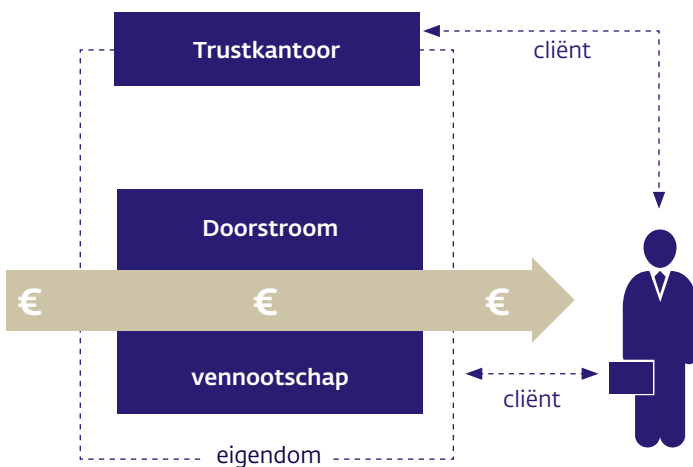 Trustkantoor
cliënt
Doorstroom
€ € €
vennootschap
cliënt
eigendom